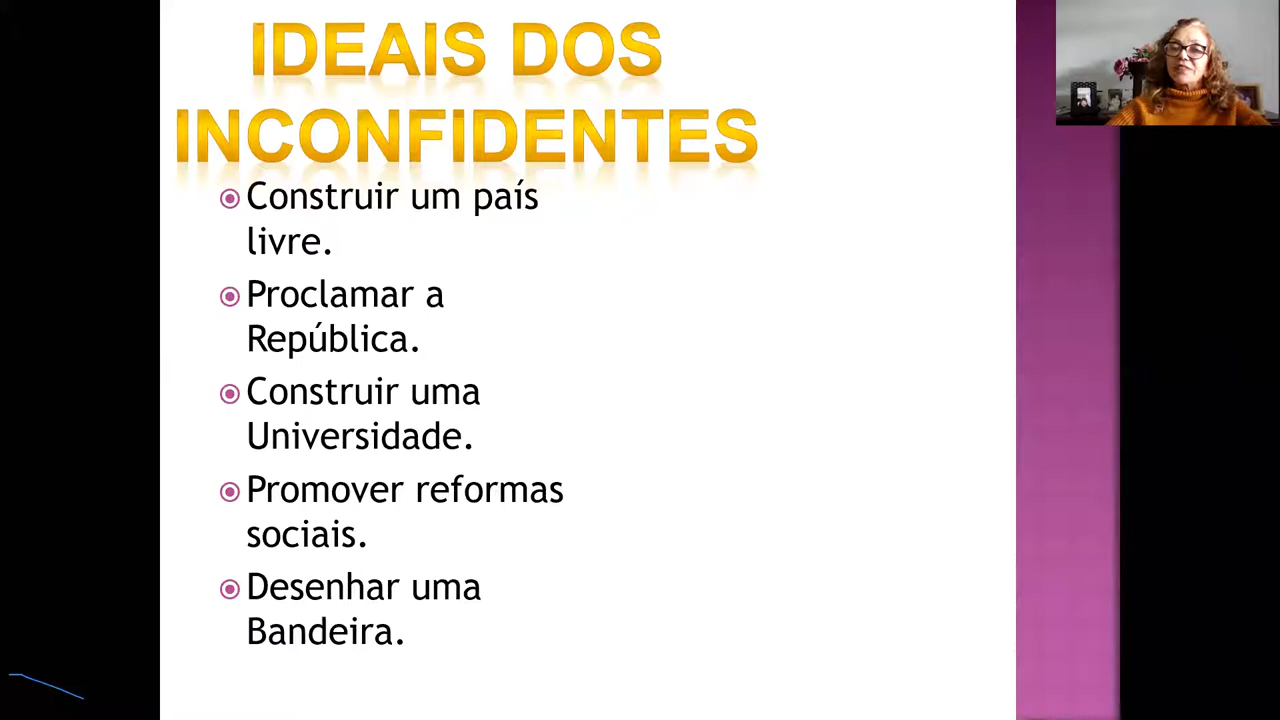 IDEAIS DOS
INCONFIDENTES
Construir um país
livre.
Proclamar a
República.
Construir uma
Universidade.
Promover reformas
sociais.
Desenhar uma
Bandeira.